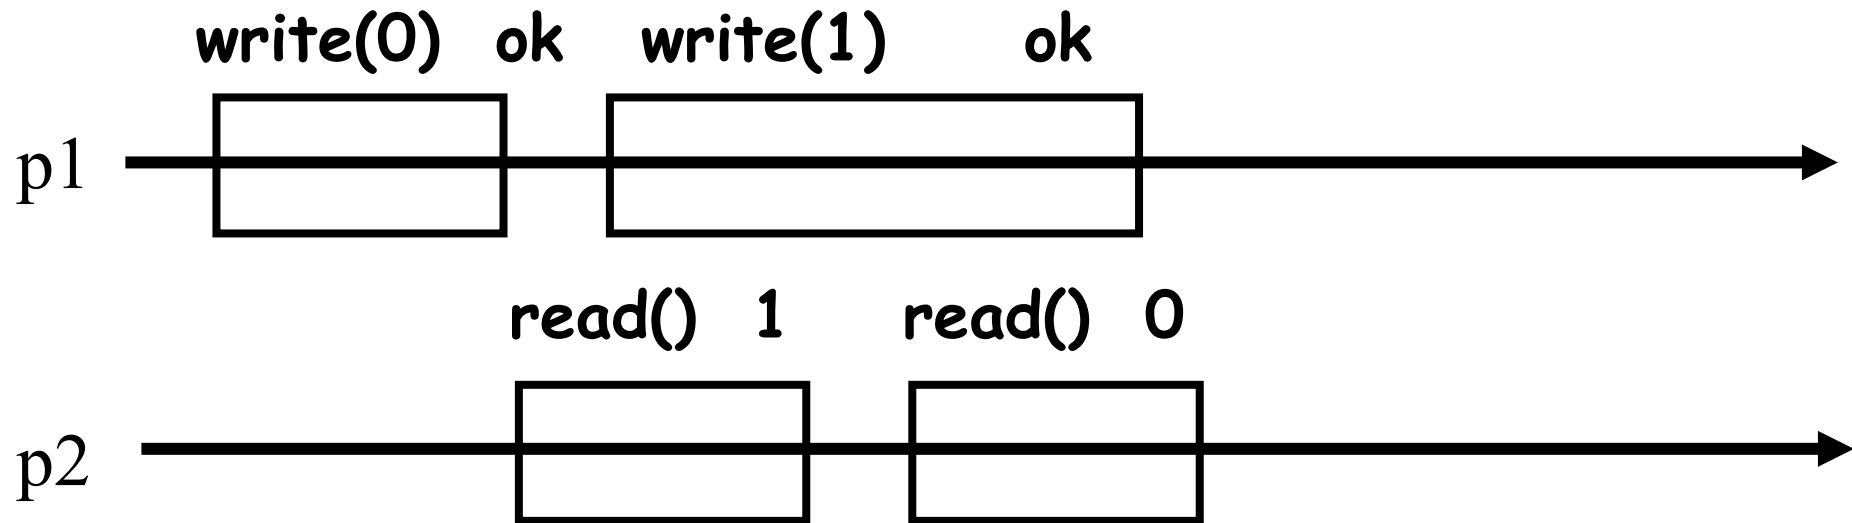 write(0) ok write(1) ok
p1
read() 1 read() 0
p2